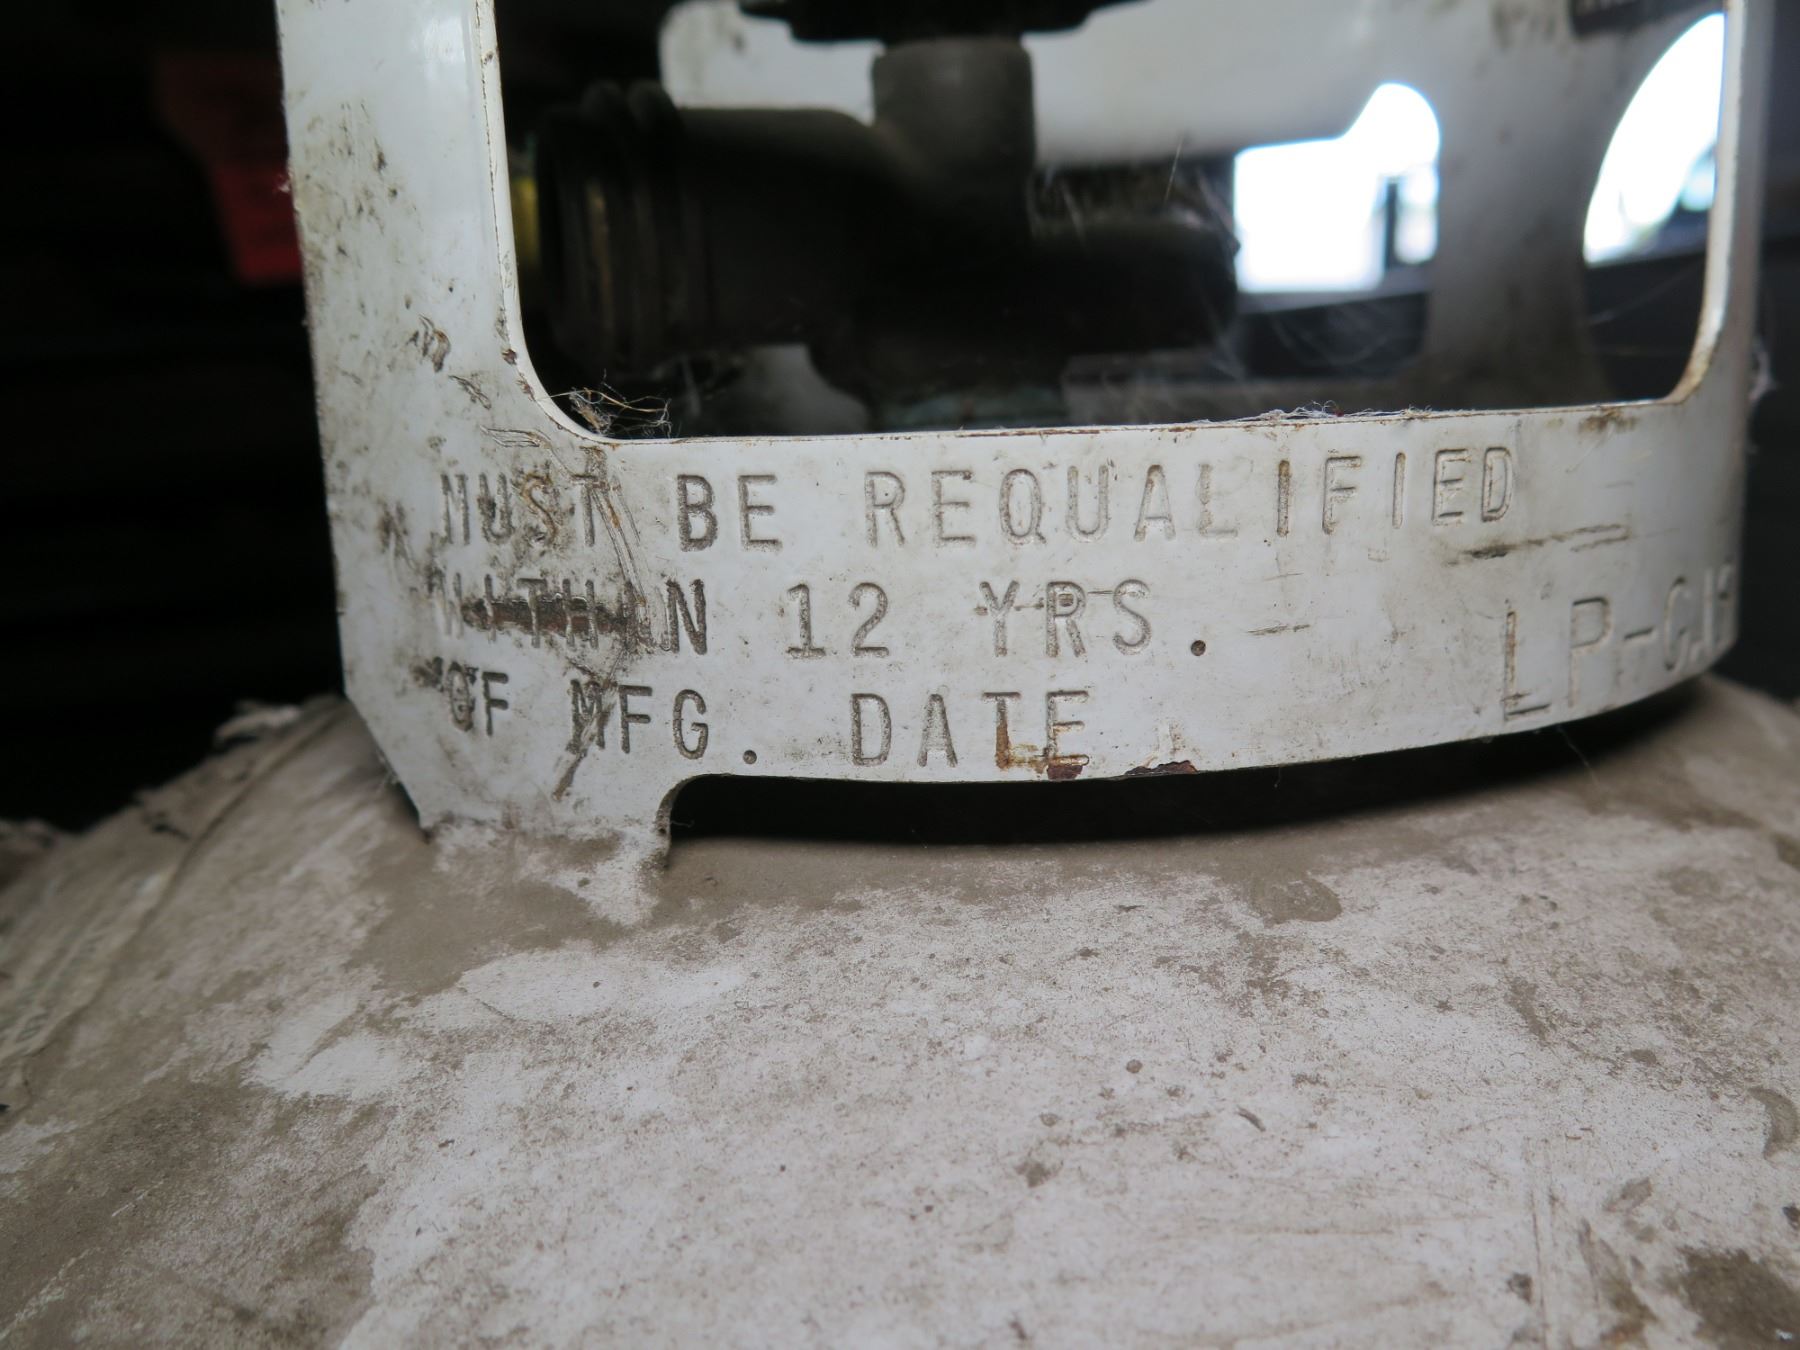 MUST BE REQUALIFIED
WITHIN 12 YRS.
OF MFG. DATE